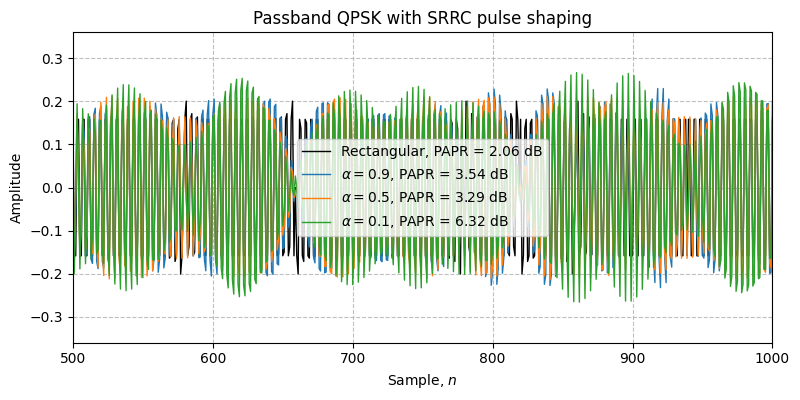 Passband QPSK with SRRC pulse shaping
Amplitude
0.3
0.2
0.1
0.0
−0.1
−0.2
−0.3
Rectangular, PAPR = 2.06 dB
α = 0.9, PAPR = 3.54 dB
α = 0.5, PAPR = 3.29 dB
α = 0.1, PAPR = 6.32 dB
500 600 700 800 900 1000
Sample, n